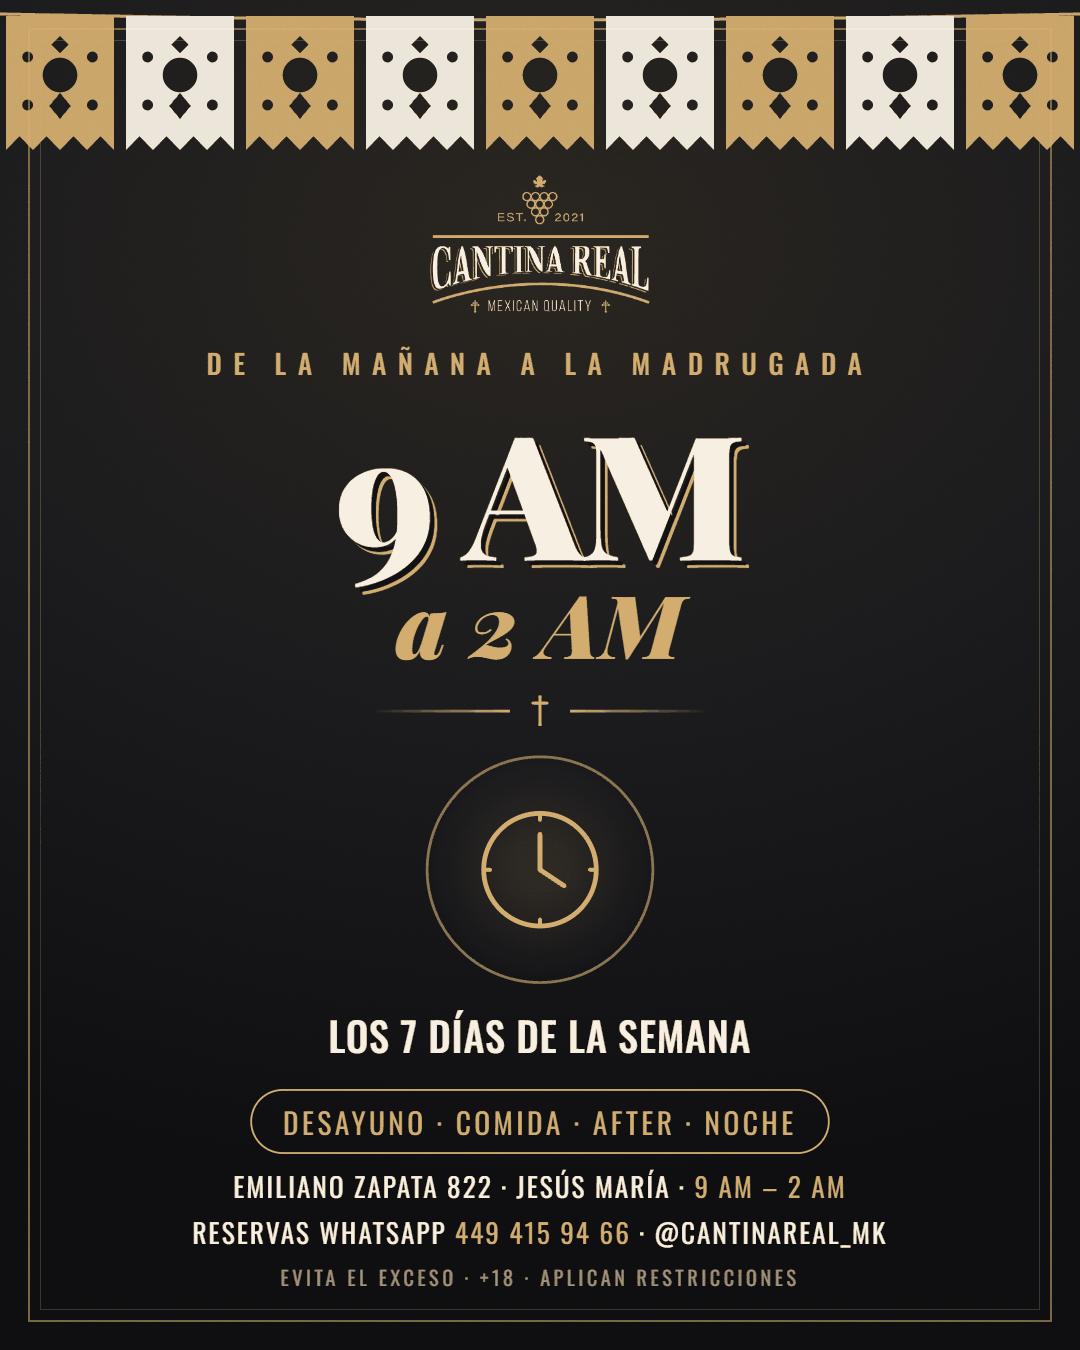 EST. 2021
CANTINA REAL
MEXICAN QUALITY
DE LA MAÑANA A LA MADRUGADA
9 AM
a 2 AM
LOS 7 DÍAS DE LA SEMANA
DESAYUNO · COMIDA · AFTER · NOCHE
EMILIANO ZAPATA 822 · JESÚS MARÍA · 9 AM – 2 AM
RESERVAS WHATSAPP 449 415 94 66 · @CANTINAREAL_MK
EVITA EL EXCESO · +18 · APLICAN RESTRICCIONES